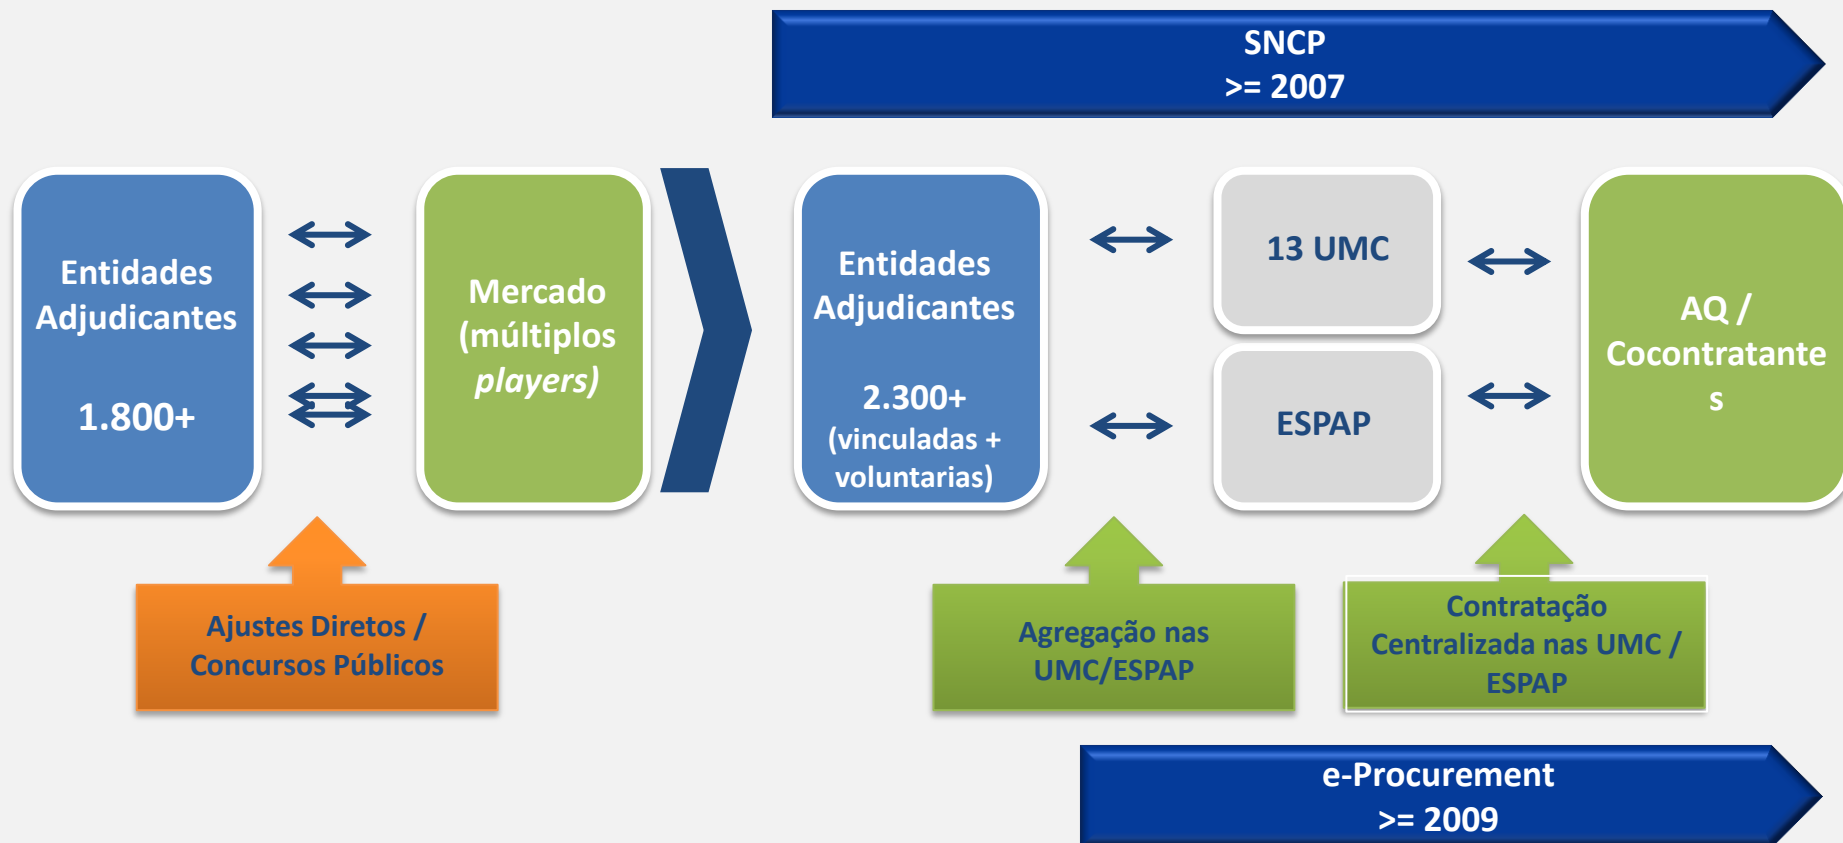 SNCP
>= 2007
Entidades
Adjudicantes
1.800+
Mercado
(múltiplos
players)
Entidades
Adjudicantes
2.300+
(vinculadas +
voluntarias)
13 UMC
ESPAP
AQ /
Cocontratante
s
Ajustes Diretos /
Concursos Públicos
Agregação nas
UMC/ESPAP
Contratação
Centralizada nas UMC /
ESPAP
e-Procurement
>= 2009